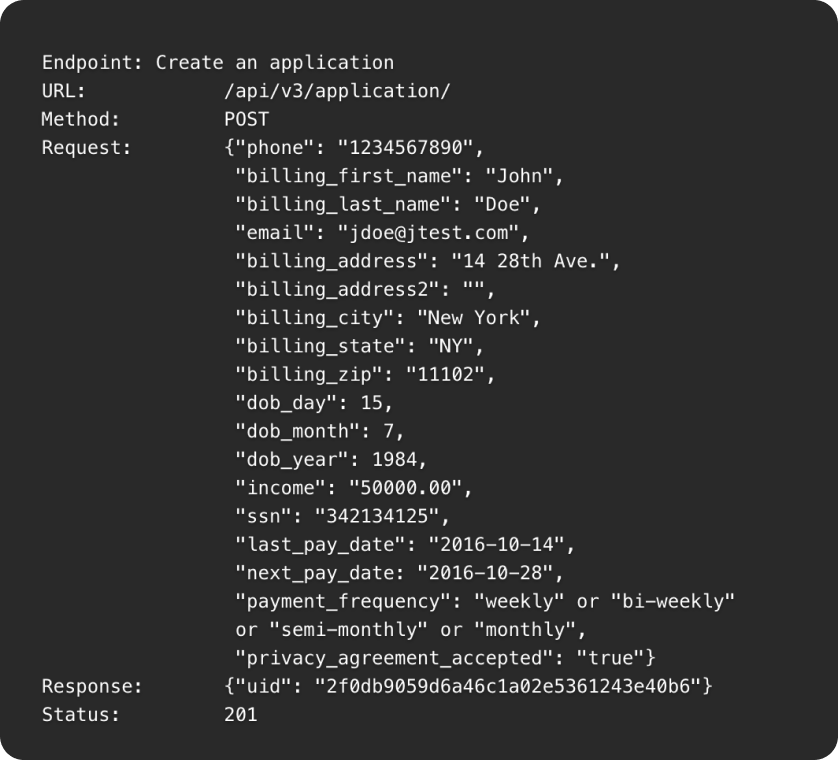 Endpoint: Create an application
URL: /api/v3/application/
Method: POST
Request: {"phone": "1234567890",
"billing_first_name": "John",
"billing_last_name": "Doe",
"email": "jdoe@jtest.com",
"billing_address": "14 28th Ave.",
"billing_address2": "",
"billing_city": "New York",
"billing_state": "NY",
"billing_zip": "11102",
"dob_day": 15,
"dob_month": 7,
"dob_year": 1984,
"income": "50000.00",
"ssn": "342134125",
"last_pay_date": "2016-10-14",
"next_pay_date: "2016-10-28",
"payment_frequency": "weekly" or "bi-weekly"
or "semi-monthly" or "monthly",
"privacy_agreement_accepted": "true"}
Response: {"uid": "2f0db9059d6a46c1a02e5361243e40b6"}
Status: 201